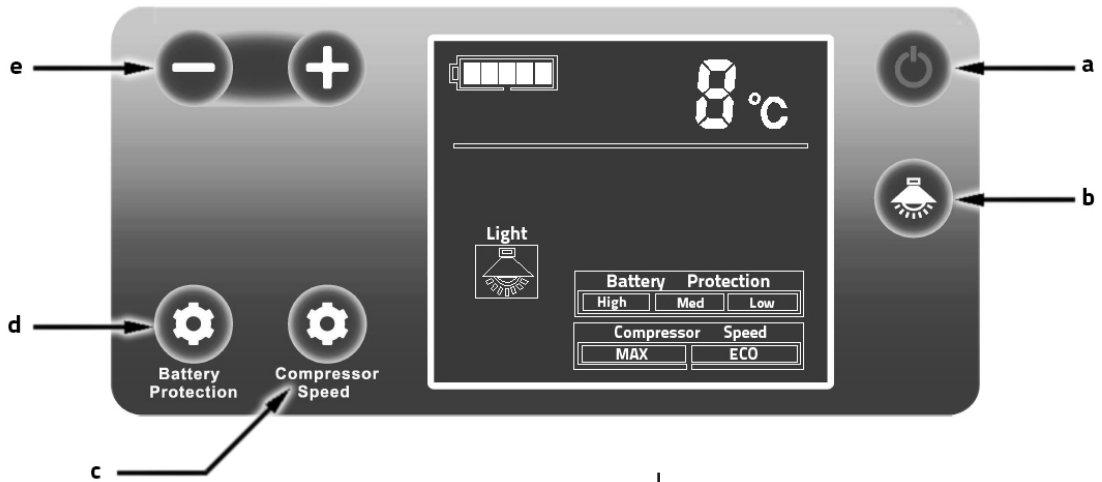 e
a
8 °C
b
Light
Battery Protection
High Med Low
d
Compressor Speed
MAX ECO
Battery
Protection
Compressor
Speed
c